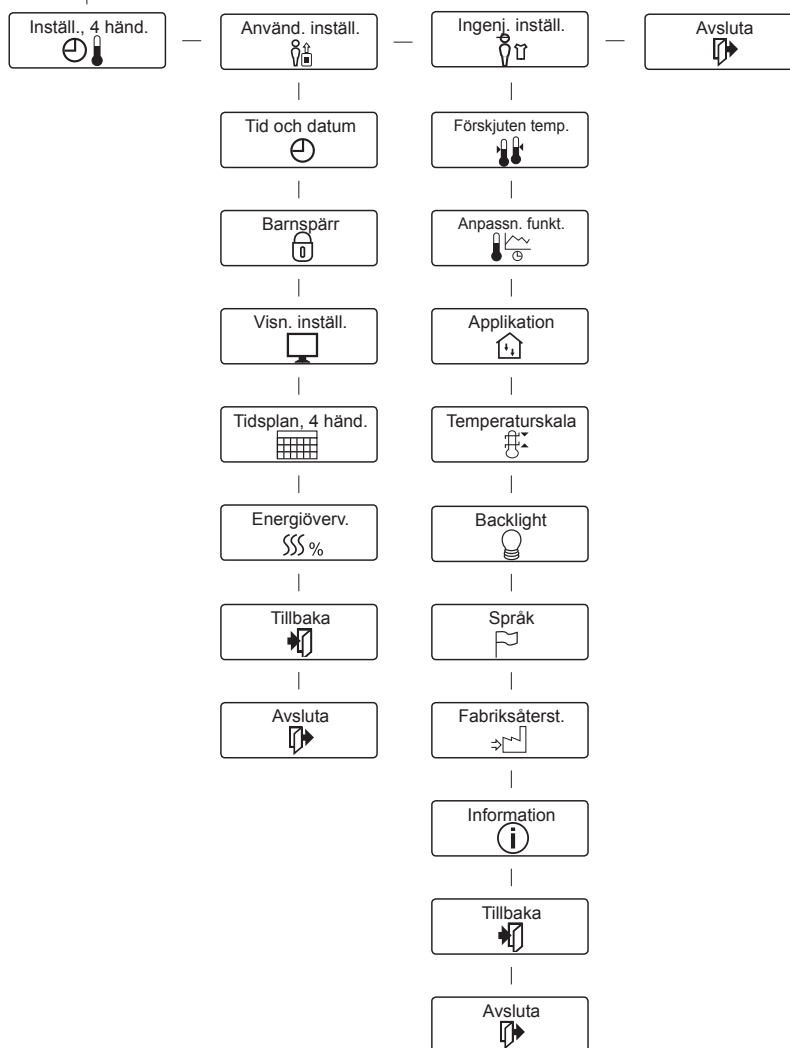 Inställ., 4 händ.
Använd. inställ.
Ingenj. inställ.
Avsluta
Tid och datum
Förskjuten temp.
Barnspärr
Anpassn. funkt.
Visn. inställ.
Applikation
Tidsplan, 4 händ.
Temperaturskala
Energiöverv.
%
Backlight
Tillbaka
Språk
Avsluta
Fabriksåterst.
Information
i
Tillbaka
Avsluta